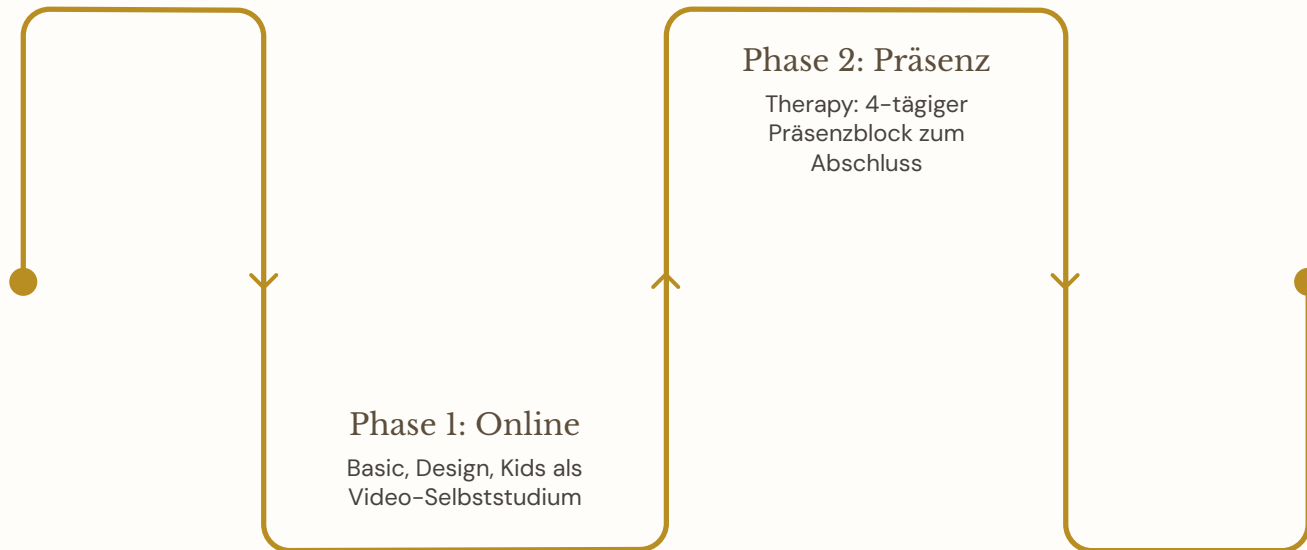 Phase 1: Online
Basic, Design, Kids als
Video-Selbststudium
Phase 2: Präsenz
Therapy: 4-tägiger
Präsenzblock zum
Abschluss